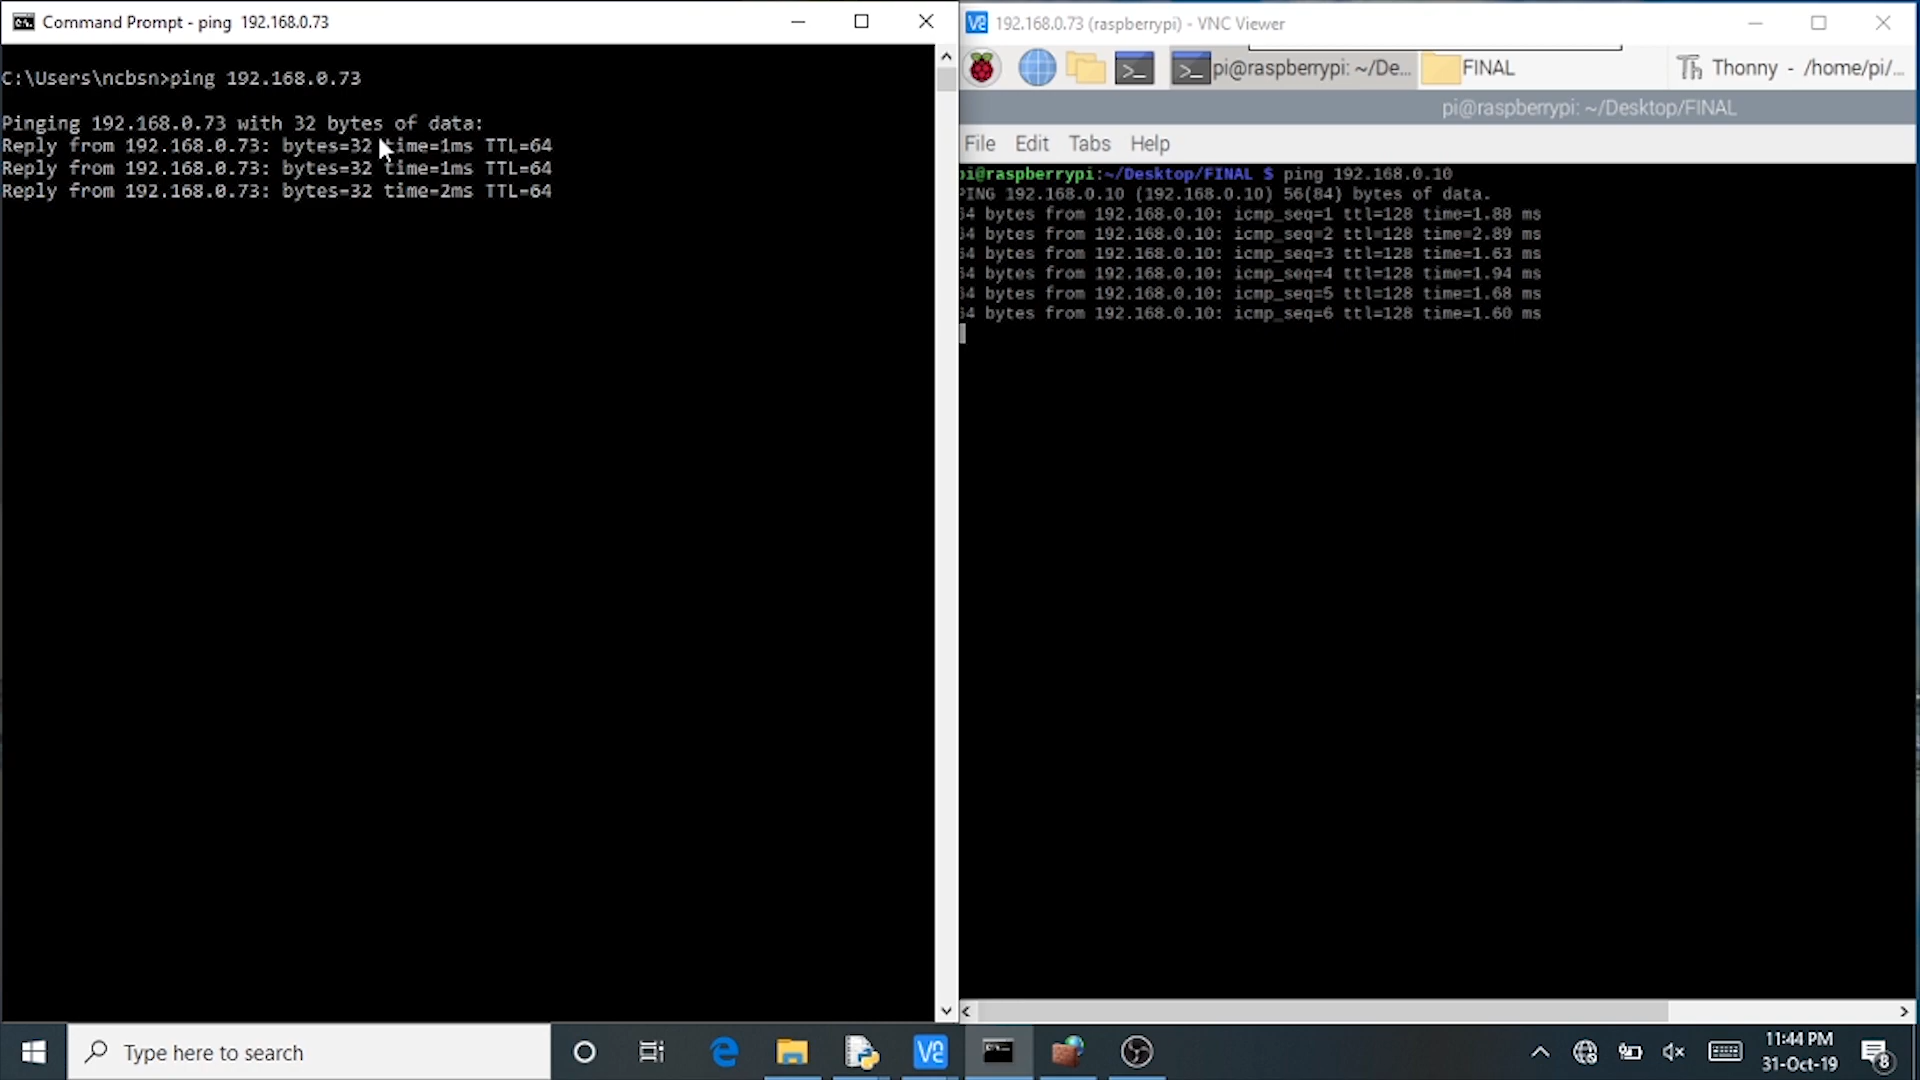 Command Prompt - ping  192.168.0.73
C:\Users\ncbsn>ping 192.168.0.73
Pinging 192.168.0.73 with 32 bytes of data:
Reply from 192.168.0.73: bytes=32 time=1ms TTL=64
Reply from 192.168.0.73: bytes=32 time=1ms TTL=64
Reply from 192.168.0.73: bytes=32 time=2ms TTL=64
192.168.0.73 (raspberrypi) - VNC Viewer
pi@raspberrypi: ~/De... FINAL Thonny - /home/pi/...
pi@raspberrypi: ~/Desktop/FINAL
File Edit Tabs Help
pi@raspberrypi:~/Desktop/FINAL $ ping 192.168.0.10
PING 192.168.0.10 (192.168.0.10) 56(84) bytes of data.
64 bytes from 192.168.0.10: icmp_seq=1 ttl=128 time=1.88 ms
64 bytes from 192.168.0.10: icmp_seq=2 ttl=128 time=2.89 ms
64 bytes from 192.168.0.10: icmp_seq=3 ttl=128 time=1.63 ms
64 bytes from 192.168.0.10: icmp_seq=4 ttl=128 time=1.94 ms
64 bytes from 192.168.0.10: icmp_seq=5 ttl=128 time=1.68 ms
64 bytes from 192.168.0.10: icmp_seq=6 ttl=128 time=1.60 ms
Type here to search
11:44 PM
31-Oct-19
8